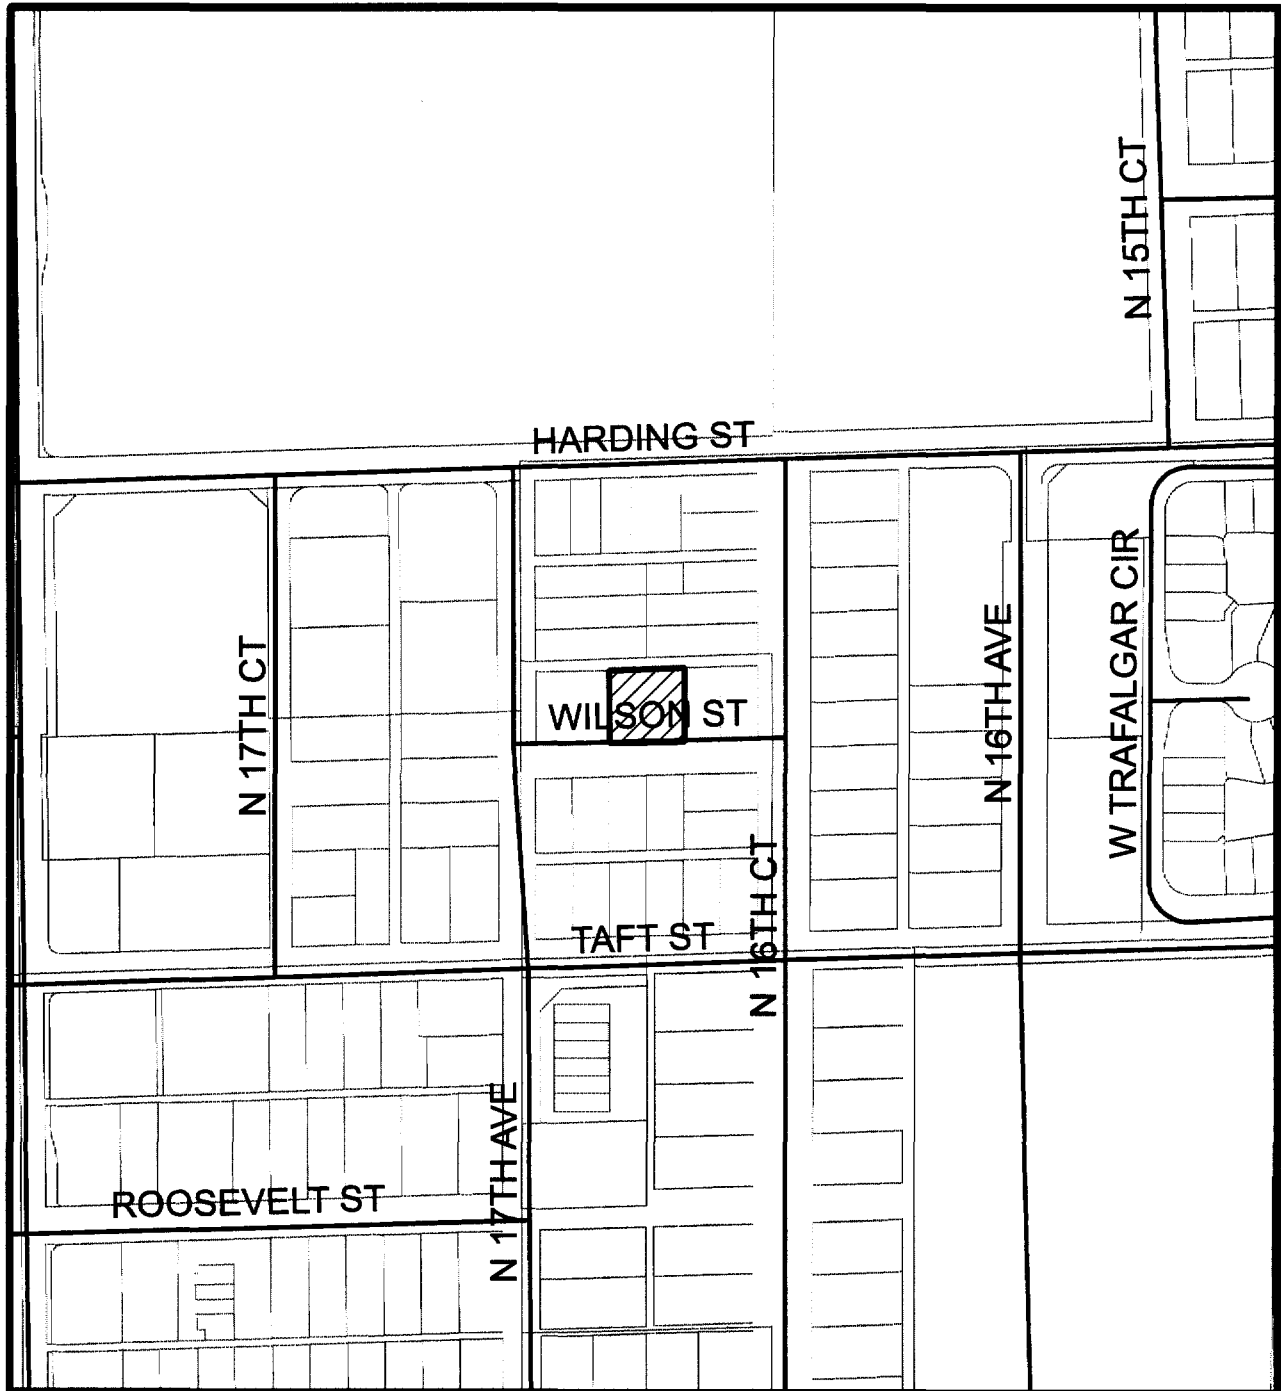 N 15TH CT
HARDING ST
N 17TH CT
WILSON ST
N 16TH AVE
W TRAFALGAR CIR
TAFT ST
N 16TH CT
N 17TH AVE
ROOSEVELT ST